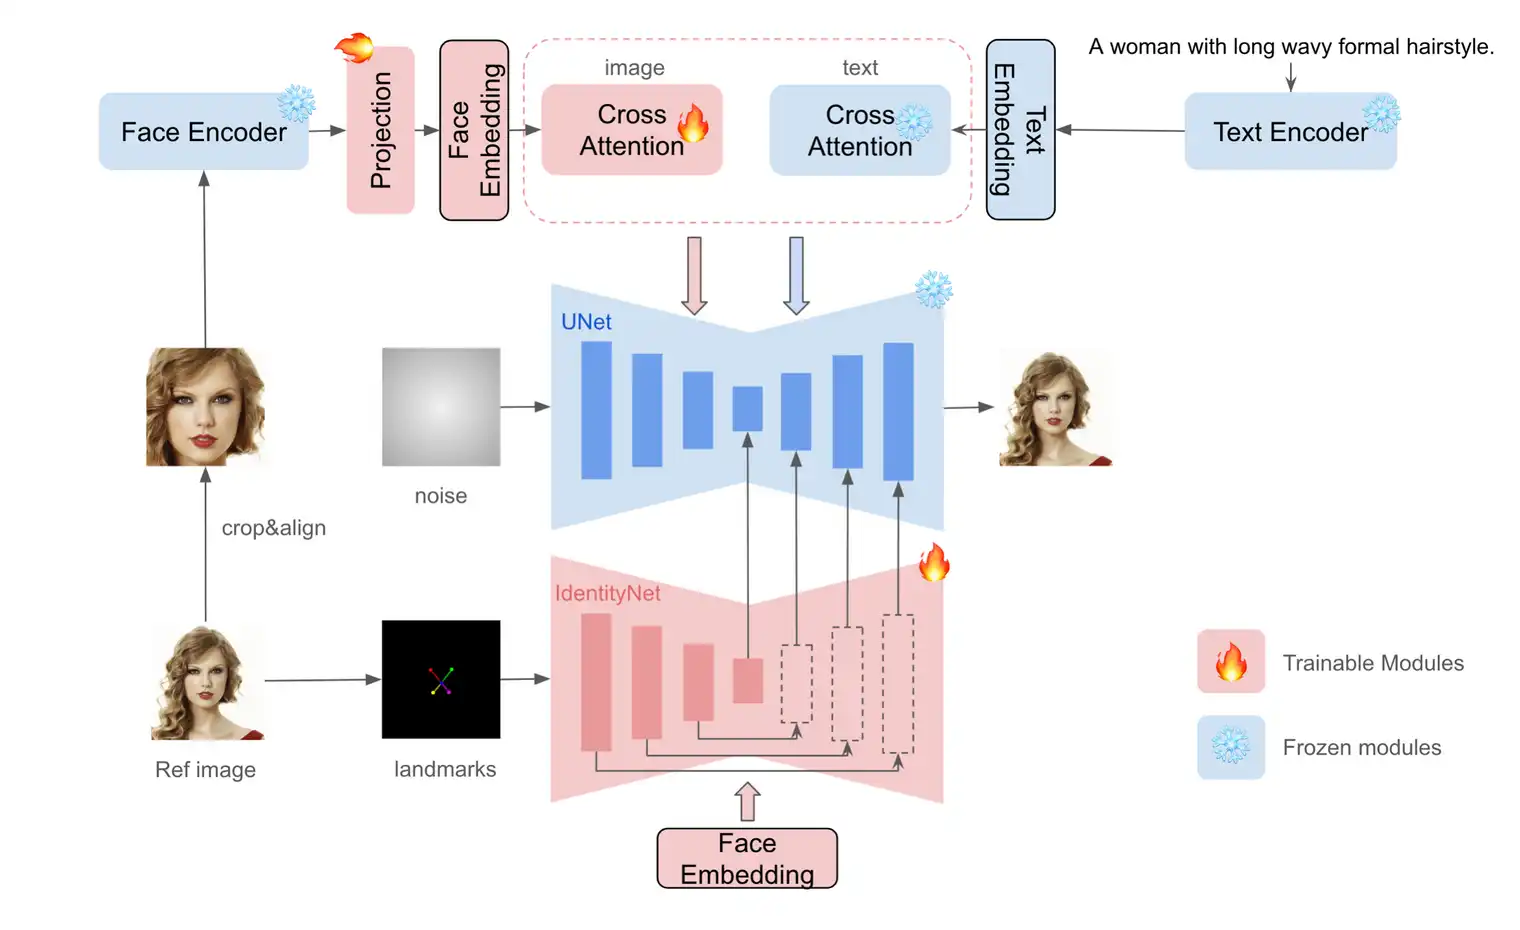 A woman with long wavy formal hairstyle.
image
text
Face Encoder
Projection
Face
Embedding
Cross
Attention
Cross
Attention
Text
Embedding
Text Encoder
UNet
noise
crop&align
IdentityNet
Ref image
landmarks
Trainable Modules
Frozen modules
Face
Embedding